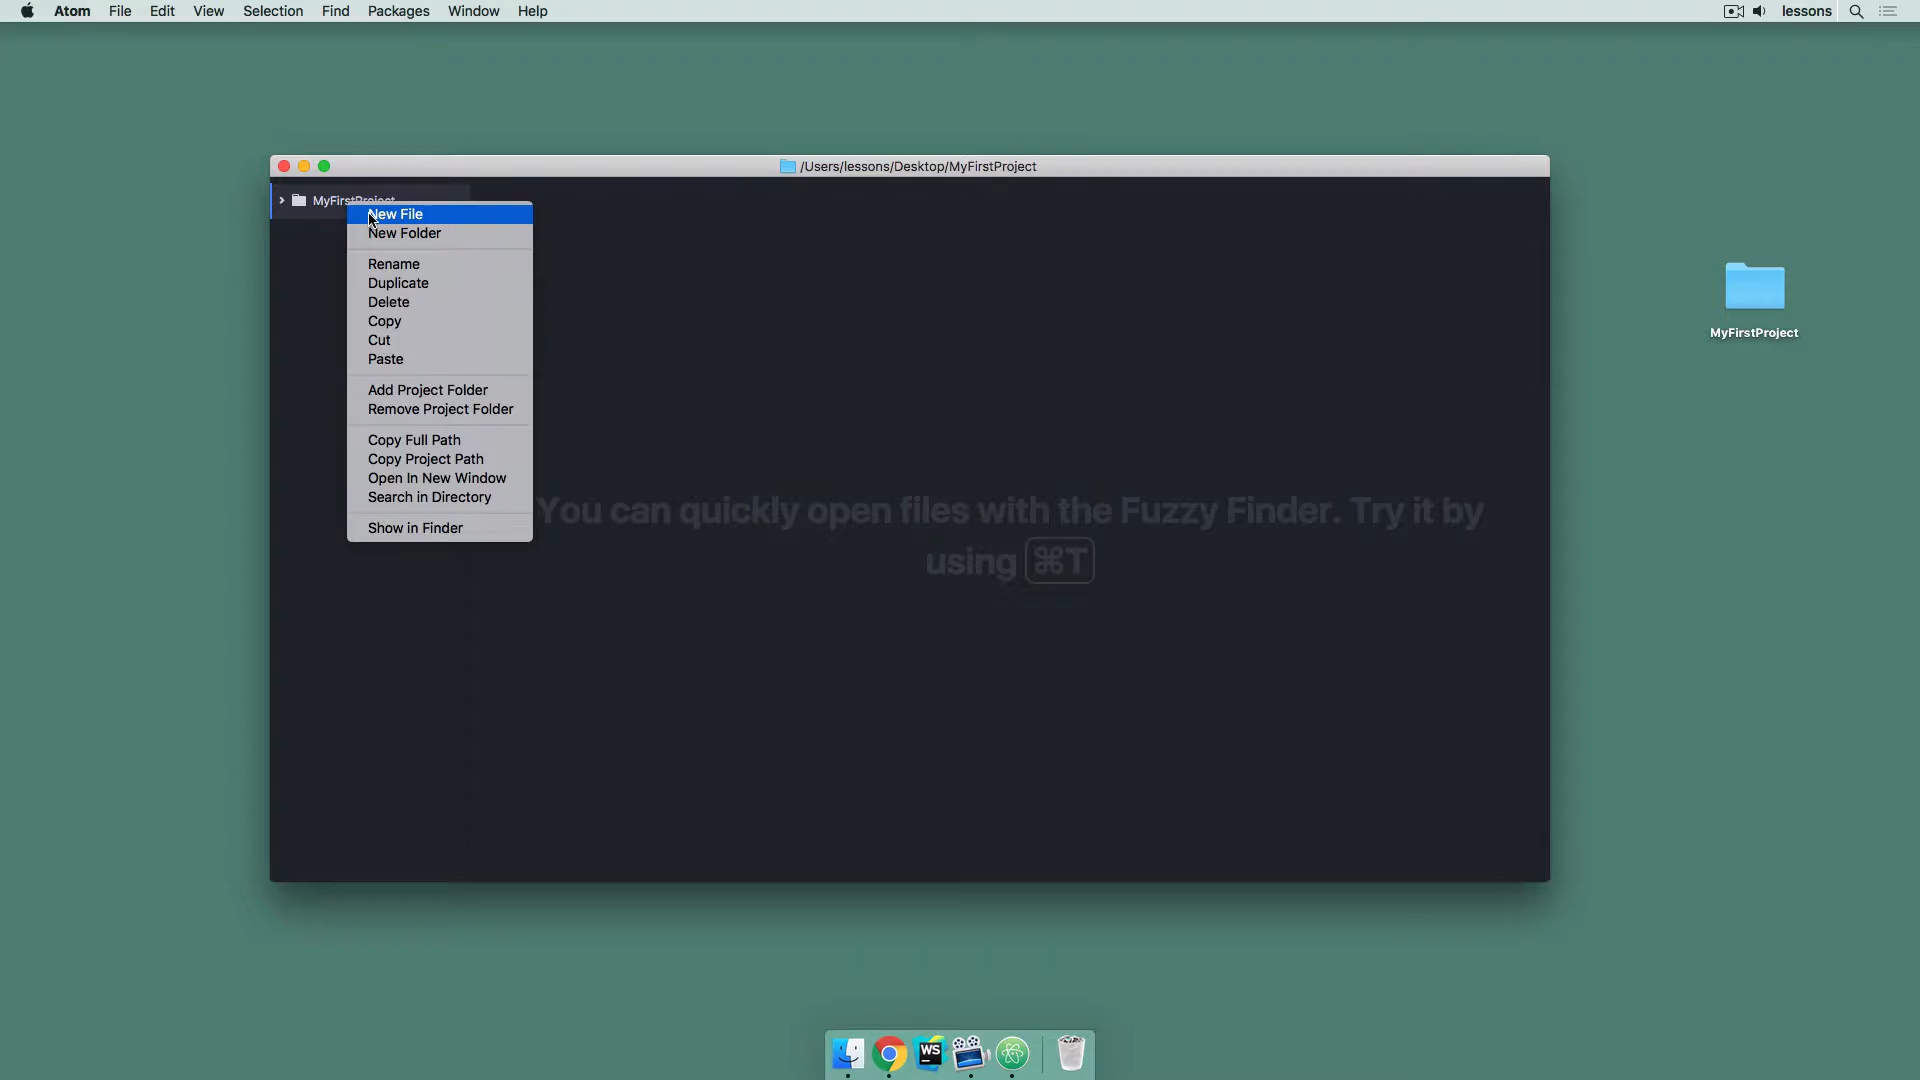 Atom File Edit View Selection Find Packages Window Help lessons
/Users/lessons/Desktop/MyFirstProject
MyFirstProject
New File
New Folder
Rename
Duplicate
Delete
Copy
Cut
Paste
Add Project Folder
Remove Project Folder
Copy Full Path
Copy Project Path
Open In New Window
Search in Directory
Show in Finder
You can quickly open files with the Fuzzy Finder. Try it by
using ⌘T
MyFirstProject
WS